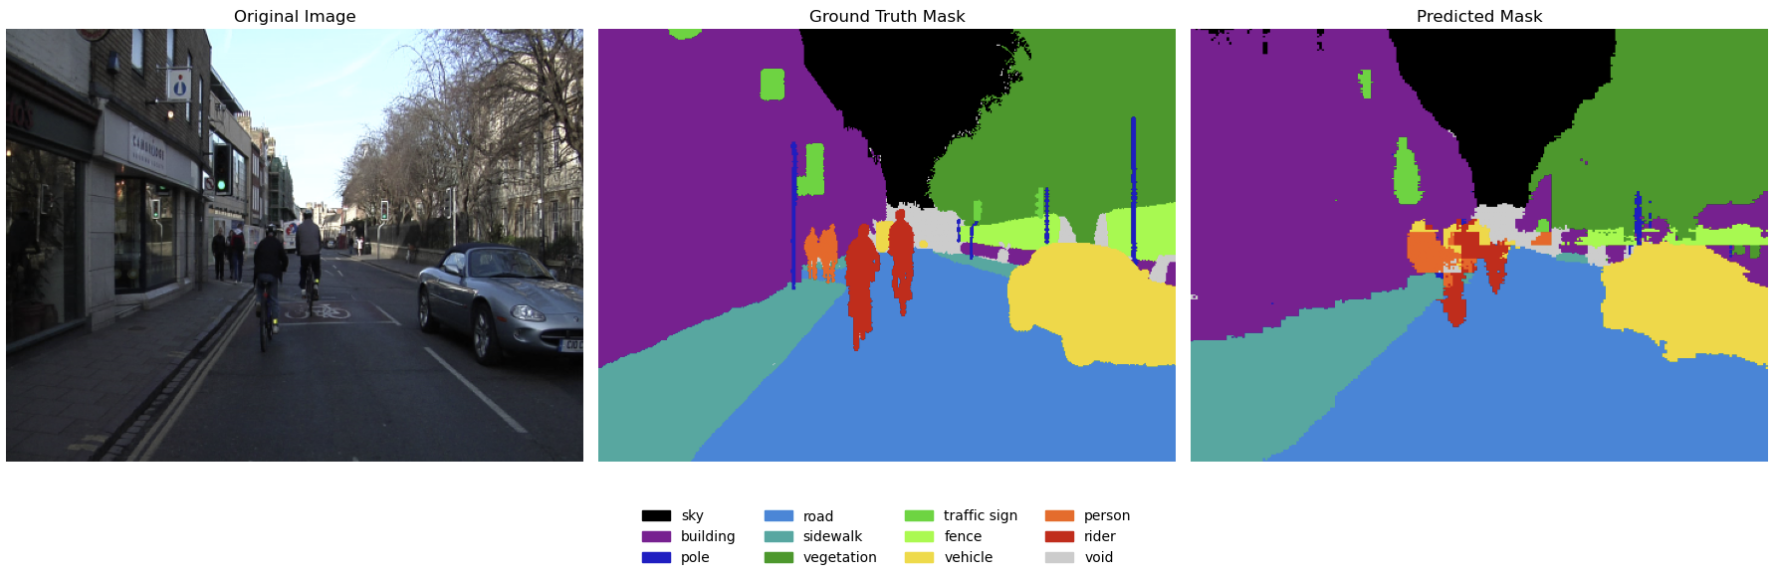 Original Image
Ground Truth Mask
Predicted Mask
CAMBRIDGE
sky
building
pole
road
sidewalk
vegetation
traffic sign
fence
vehicle
person
rider
void